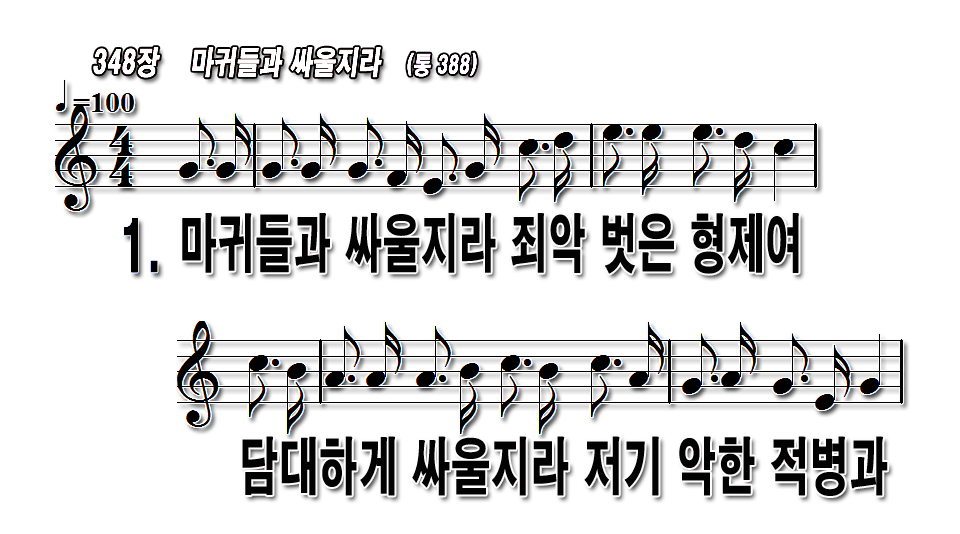 348장 마귀들과 싸울지라 (통 388)
♩=100
4/4
1. 마귀들과 싸울지라 죄악 벗은 형제여
담대하게 싸울지라 저기 악한 적병과